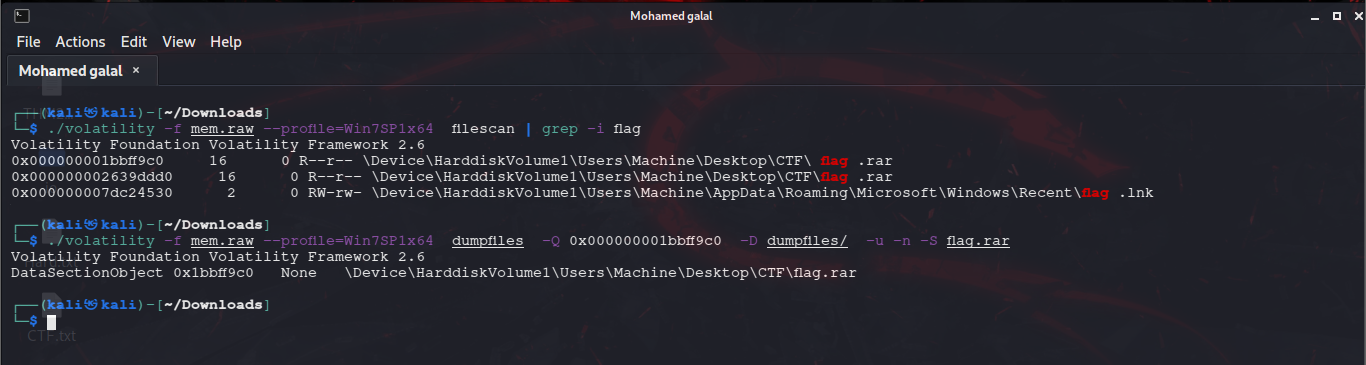 Mohamed galal
File Actions Edit View Help
Mohamed galal ×
┌──(kali㉿kali)-[~/Downloads]
└─$ ./volatility -f mem.raw --profile=Win7SP1x64  filescan | grep -i flag
Volatility Foundation Volatility Framework 2.6
0x000000001bbff9c0     16      0 R--r-- \Device\HarddiskVolume1\Users\Machine\Desktop\CTF\ flag .rar
0x000000002639ddd0     16      0 R--r-- \Device\HarddiskVolume1\Users\Machine\Desktop\CTF\flag .rar
0x000000007dc24530      2      0 RW-rw- \Device\HarddiskVolume1\Users\Machine\AppData\Roaming\Microsoft\Windows\Recent\flag .lnk
┌──(kali㉿kali)-[~/Downloads]
└─$ ./volatility -f mem.raw --profile=Win7SP1x64  dumpfiles  -Q 0x000000001bbff9c0  -D dumpfiles/  -u -n -S flag.rar
Volatility Foundation Volatility Framework 2.6
DataSectionObject 0x1bbff9c0   None   \Device\HarddiskVolume1\Users\Machine\Desktop\CTF\flag.rar
┌──(kali㉿kali)-[~/Downloads]
└─$
CTF.txt